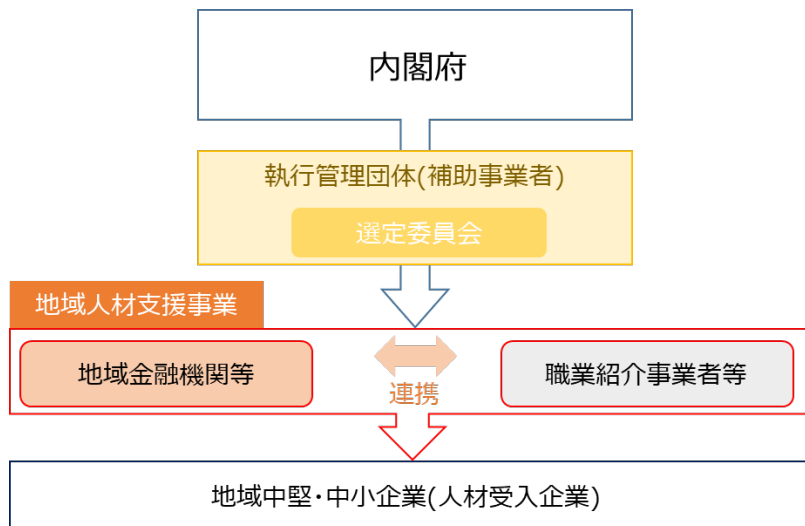 内閣府
執行管理団体(補助事業者)
選定委員会
地域人材支援事業
地域金融機関等
連携
職業紹介事業者等
地域中堅・中小企業(人材受入企業)